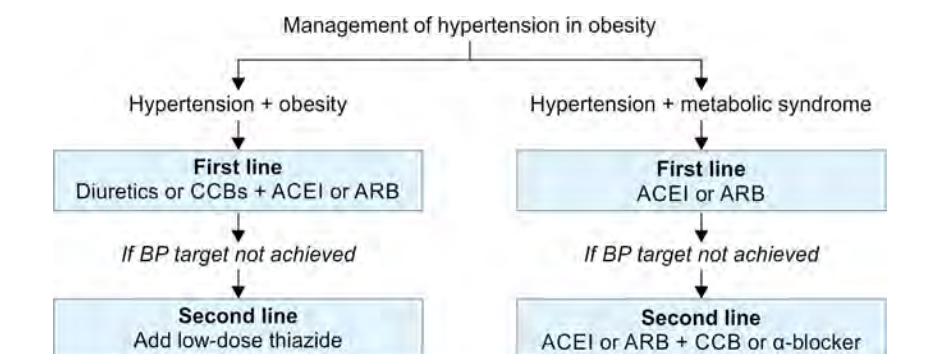 Management of hypertension in obesity
Hypertension + obesity
Hypertension + metabolic syndrome
First line
Diuretics or CCBs + ACEI or ARB
First line
ACEI or ARB
If BP target not achieved
If BP target not achieved
Second line
Add low-dose thiazide
Second line
ACEI or ARB + CCB or α-blocker